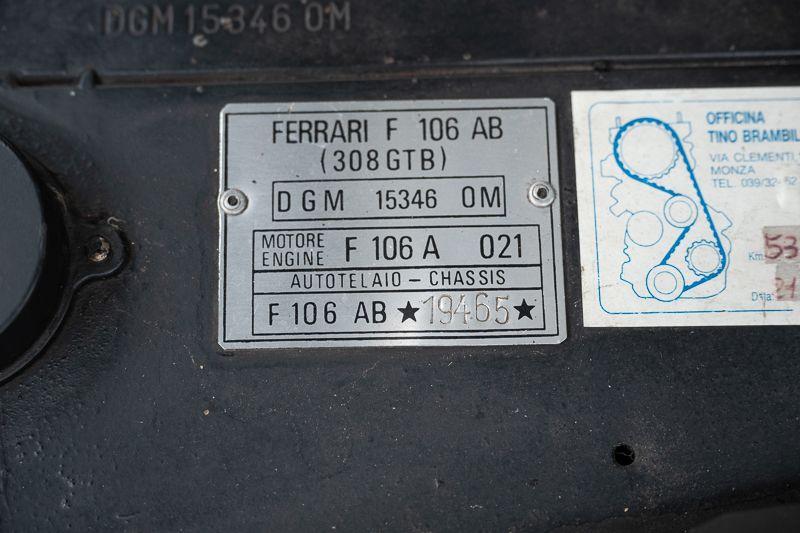 DGM 15346 OM
FERRARI F 106 AB
(308 GTB)
DGM 15346 OM
MOTORE
ENGINE F 106 A 021
AUTOTELAIO - CHASSIS
F 106 AB ★19465★
OFFICINA
TINO BRAMBIL
VIA CLEMENTI,
MONZA
TEL. 039/32
Km 53
Data: